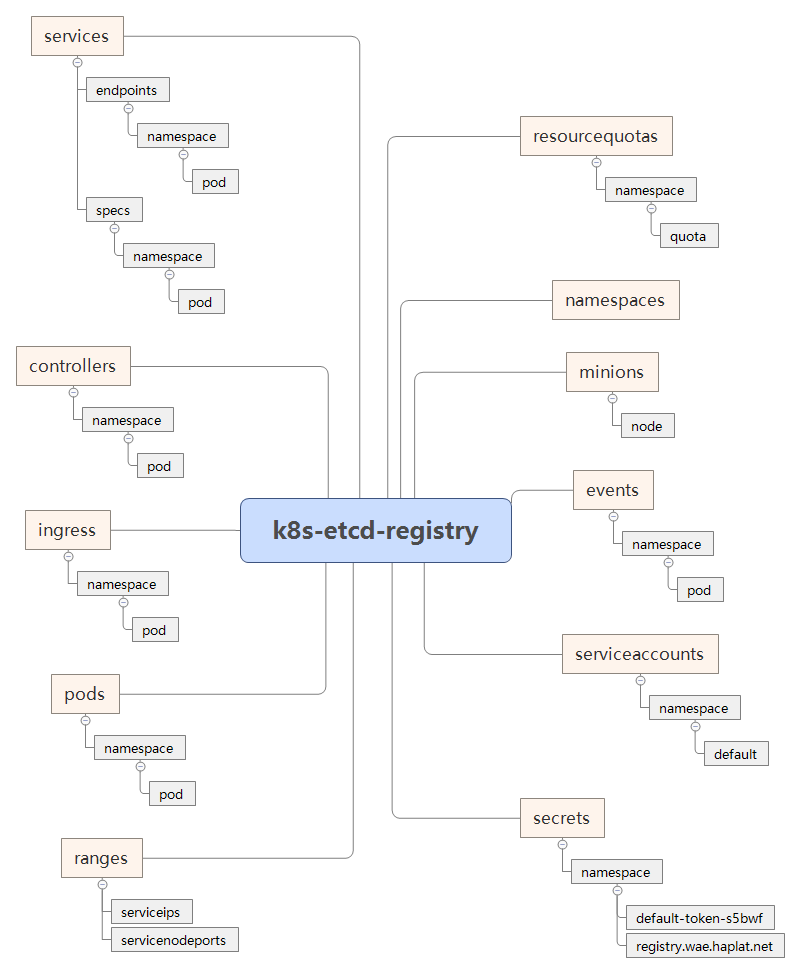 services
endpoints
namespace
pod
specs
namespace
pod
controllers
namespace
pod
ingress
namespace
pod
pods
namespace
pod
ranges
serviceips
servicenodeports
k8s-etcd-registry
resourcequotas
namespace
quota
namespaces
minions
node
events
namespace
pod
serviceaccounts
namespace
default
secrets
namespace
default-token-s5bwf
registry.wae.haplat.net